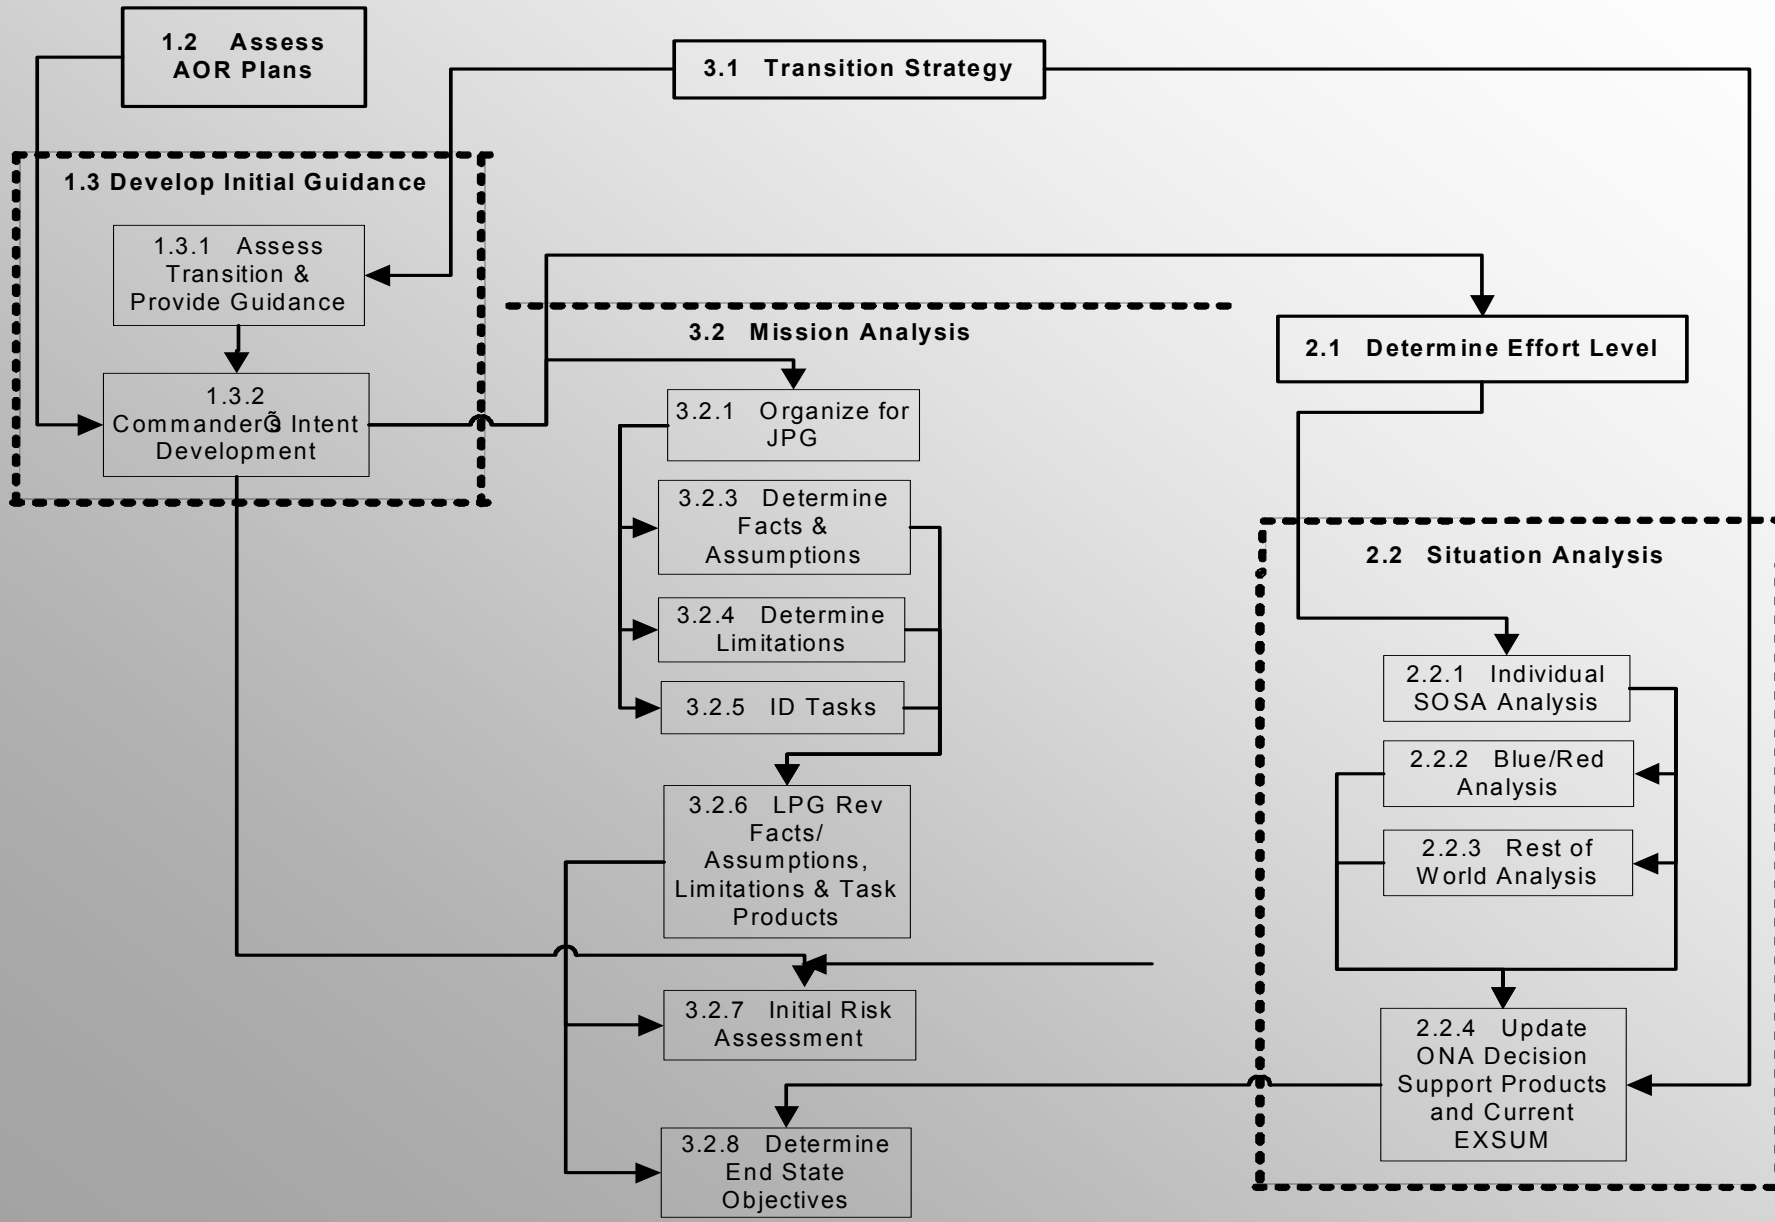 1.2 Assess
AOR Plans
3.1 Transition Strategy
1.3 Develop Initial Guidance
1.3.1 Assess
Transition &
Provide Guidance
3.2 Mission Analysis
2.1 Determine Effort Level
1.3.2
CommanderÕs Intent
Development
3.2.1 Organize for
JPG
3.2.3 Determine
Facts &
Assumptions
2.2 Situation Analysis
3.2.4 Determine
Limitations
2.2.1 Individual
SOSA Analysis
3.2.5 ID Tasks
2.2.2 Blue/Red
Analysis
3.2.6 LPG Rev
Facts/
Assumptions,
Limitations & Task
Products
2.2.3 Rest of
World Analysis
3.2.7 Initial Risk
Assessment
2.2.4 Update
ONA Decision
Support Products
and Current
EXSUM
3.2.8 Determine
End State
Objectives